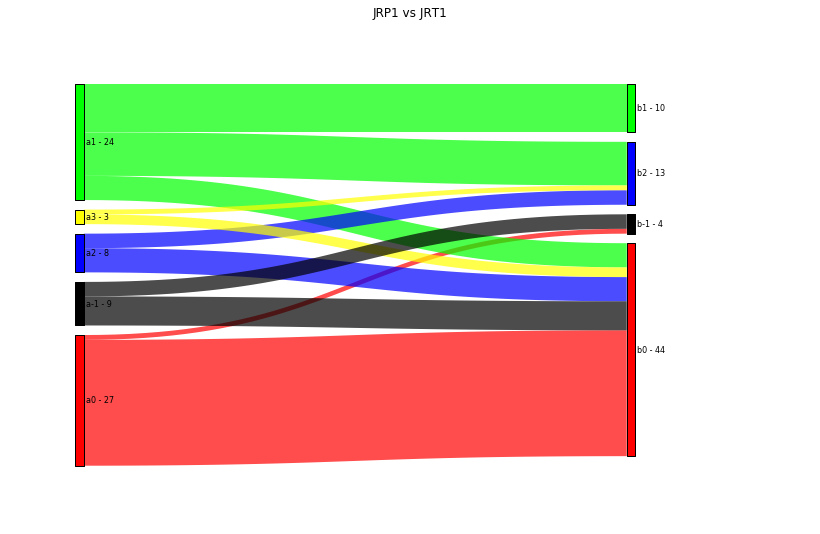 JRP1 vs JRT1
a1 - 24
a3 - 3
a2 - 8
a-1 - 9
a0 - 27
b1 - 10
b2 - 13
b-1 - 4
b0 - 44